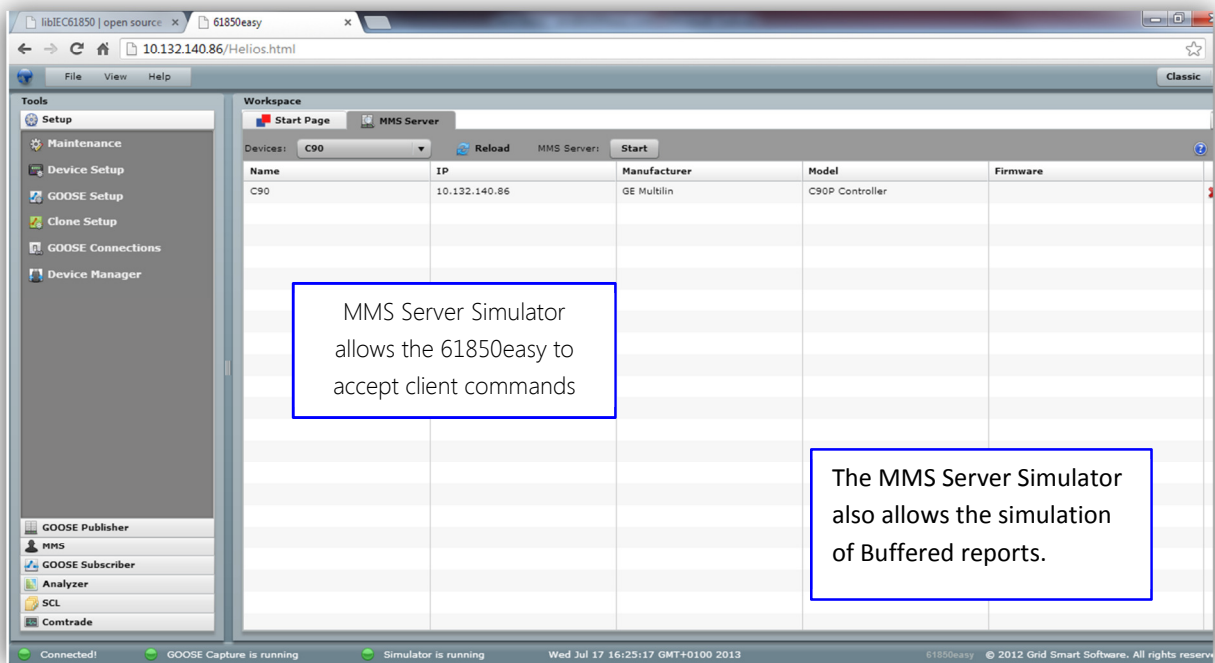 libIEC61850 | open source
61850easy
10.132.140.86/Helios.html
File View Help
Classic
Tools
Workspace
Setup
Start Page
MMS Server
Maintenance
Device Setup
GOOSE Setup
Clone Setup
GOOSE Connections
Device Manager
Devices: C90 Reload MMS Server: Start
Name IP Manufacturer Model Firmware
C90 10.132.140.86 GE Multilin C90P Controller
MMS Server Simulator
allows the 61850easy to
accept client commands
The MMS Server Simulator
also allows the simulation
of Buffered reports.
GOOSE Publisher
MMS
GOOSE Subscriber
Analyzer
SCL
Comtrade
Connected! GOOSE Capture is running Simulator is running Wed Jul 17 16:25:17 GMT+0100 2013 61850easy © 2012 Grid Smart Software. All rights reserve